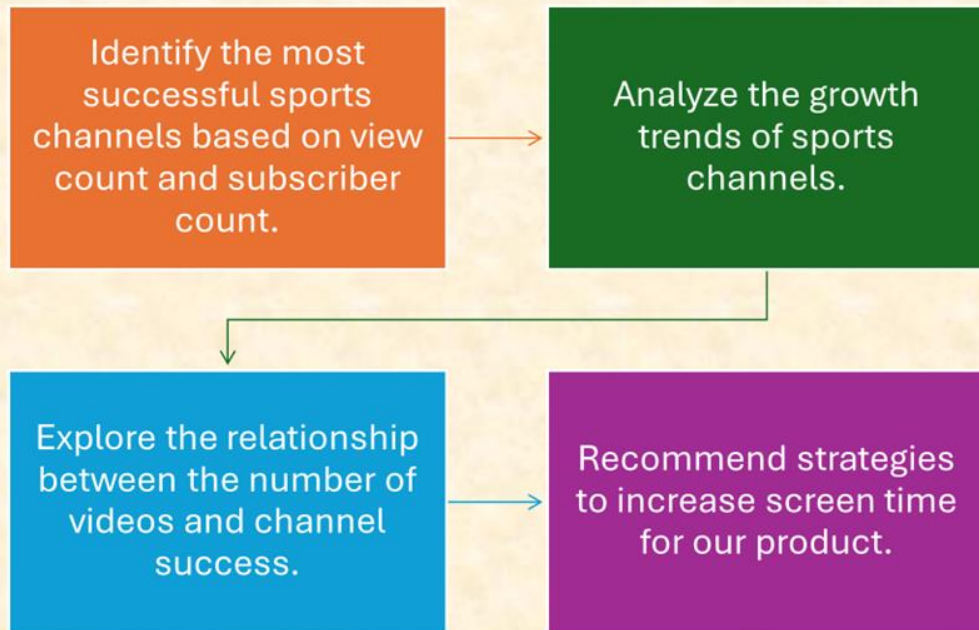 Identify the most
successful sports
channels based on view
count and subscriber
count.
Analyze the growth
trends of sports
channels.
Explore the relationship
between the number of
videos and channel
success.
Recommend strategies
to increase screen time
for our product.